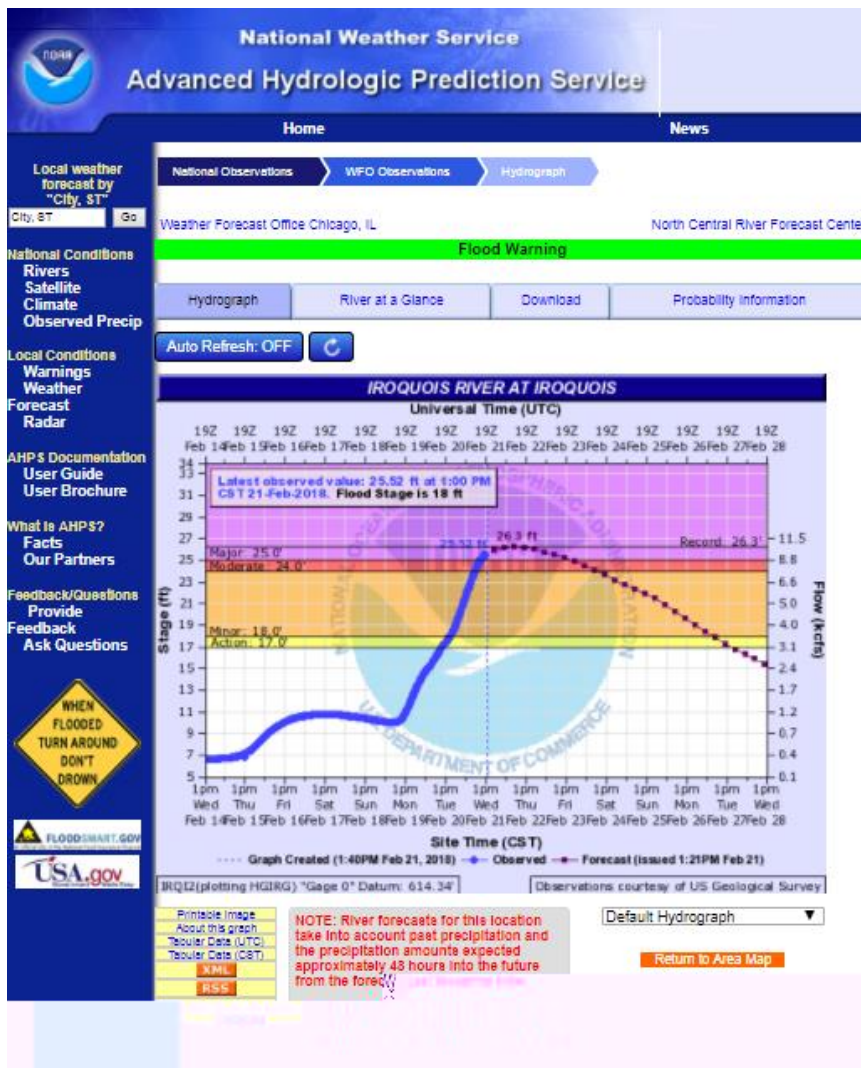 NOAA
National Weather Service
Advanced Hydrologic Prediction Service
Home News
Local weather
forecast by
"City, ST"
City, ST Go
National Conditions
Rivers
Satellite
Climate
Observed Precip
Local Conditions
Warnings
Weather
Forecast
Radar
AHPS Documentation
User Guide
User Brochure
What is AHPS?
Facts
Our Partners
Feedback/Questions
Provide
Feedback
Ask Questions
WHEN
FLOODED
TURN AROUND
DON'T
DROWN
FLOODSMART.GOV
USA.gov
National Observations WFO Observations Hydrograph
Weather Forecast Office Chicago, IL North Central River Forecast Cente
Flood Warning
Hydrograph River at a Glance Download Probability Information
Auto Refresh: OFF
IROQUOIS RIVER AT IROQUOIS
Universal Time (UTC)
19Z 19Z 19Z 19Z 19Z 19Z 19Z 19Z 19Z 19Z 19Z 19Z 19Z 19Z 19Z
Feb 14 Feb 15 Feb 16 Feb 17 Feb 18 Feb 19 Feb 20 Feb 21 Feb 22 Feb 23 Feb 24 Feb 25 Feb 26 Feb 27 Feb 28
Latest observed value: 25.52 ft at 1:00 PM
CST 21-Feb-2018. Flood Stage is 18 ft
25.52 ft 26.3 ft Record: 26.3'
Major: 25.0'
Moderate: 24.0'
Minor: 18.0'
Action: 17.0'
Stage (ft)
34
33
31
29
27
25
23
21
19
17
15
13
11
9
7
5
Flow (kcfs)
11.5
8.8
6.6
5.0
4.0
3.1
2.4
1.7
1.2
0.7
0.4
0.1
U.S. DEPARTMENT OF COMMERCE
1pm 1pm 1pm 1pm 1pm 1pm 1pm 1pm 1pm 1pm 1pm 1pm 1pm 1pm 1pm
Wed Thu Fri Sat Sun Mon Tue Wed Thu Fri Sat Sun Mon Tue Wed
Feb 14 Feb 15 Feb 16 Feb 17 Feb 18 Feb 19 Feb 20 Feb 21 Feb 22 Feb 23 Feb 24 Feb 25 Feb 26 Feb 27 Feb 28
Site Time (CST)
Graph Created (1:40PM Feb 21, 2018) Observed Forecast (issued 1:21PM Feb 21)
IRQI2(plotting HGIRG) "Gage 0" Datum: 614.34' Observations courtesy of US Geological Survey
Printable Image
About this graph
Tabular Data (UTC)
Tabular Data (CST)
XML
RSS
NOTE: River forecasts for this location
take into account past precipitation and
the precipitation amounts expected
approximately 48 hours into the future
from the forec
Default Hydrograph
Return to Area Map